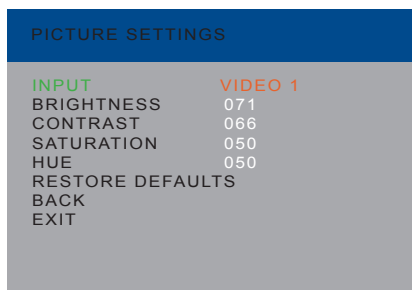 PICTURE SETTINGS
INPUT VIDEO 1
BRIGHTNESS 071
CONTRAST 066
SATURATION 050
HUE 050
RESTORE DEFAULTS
BACK
EXIT